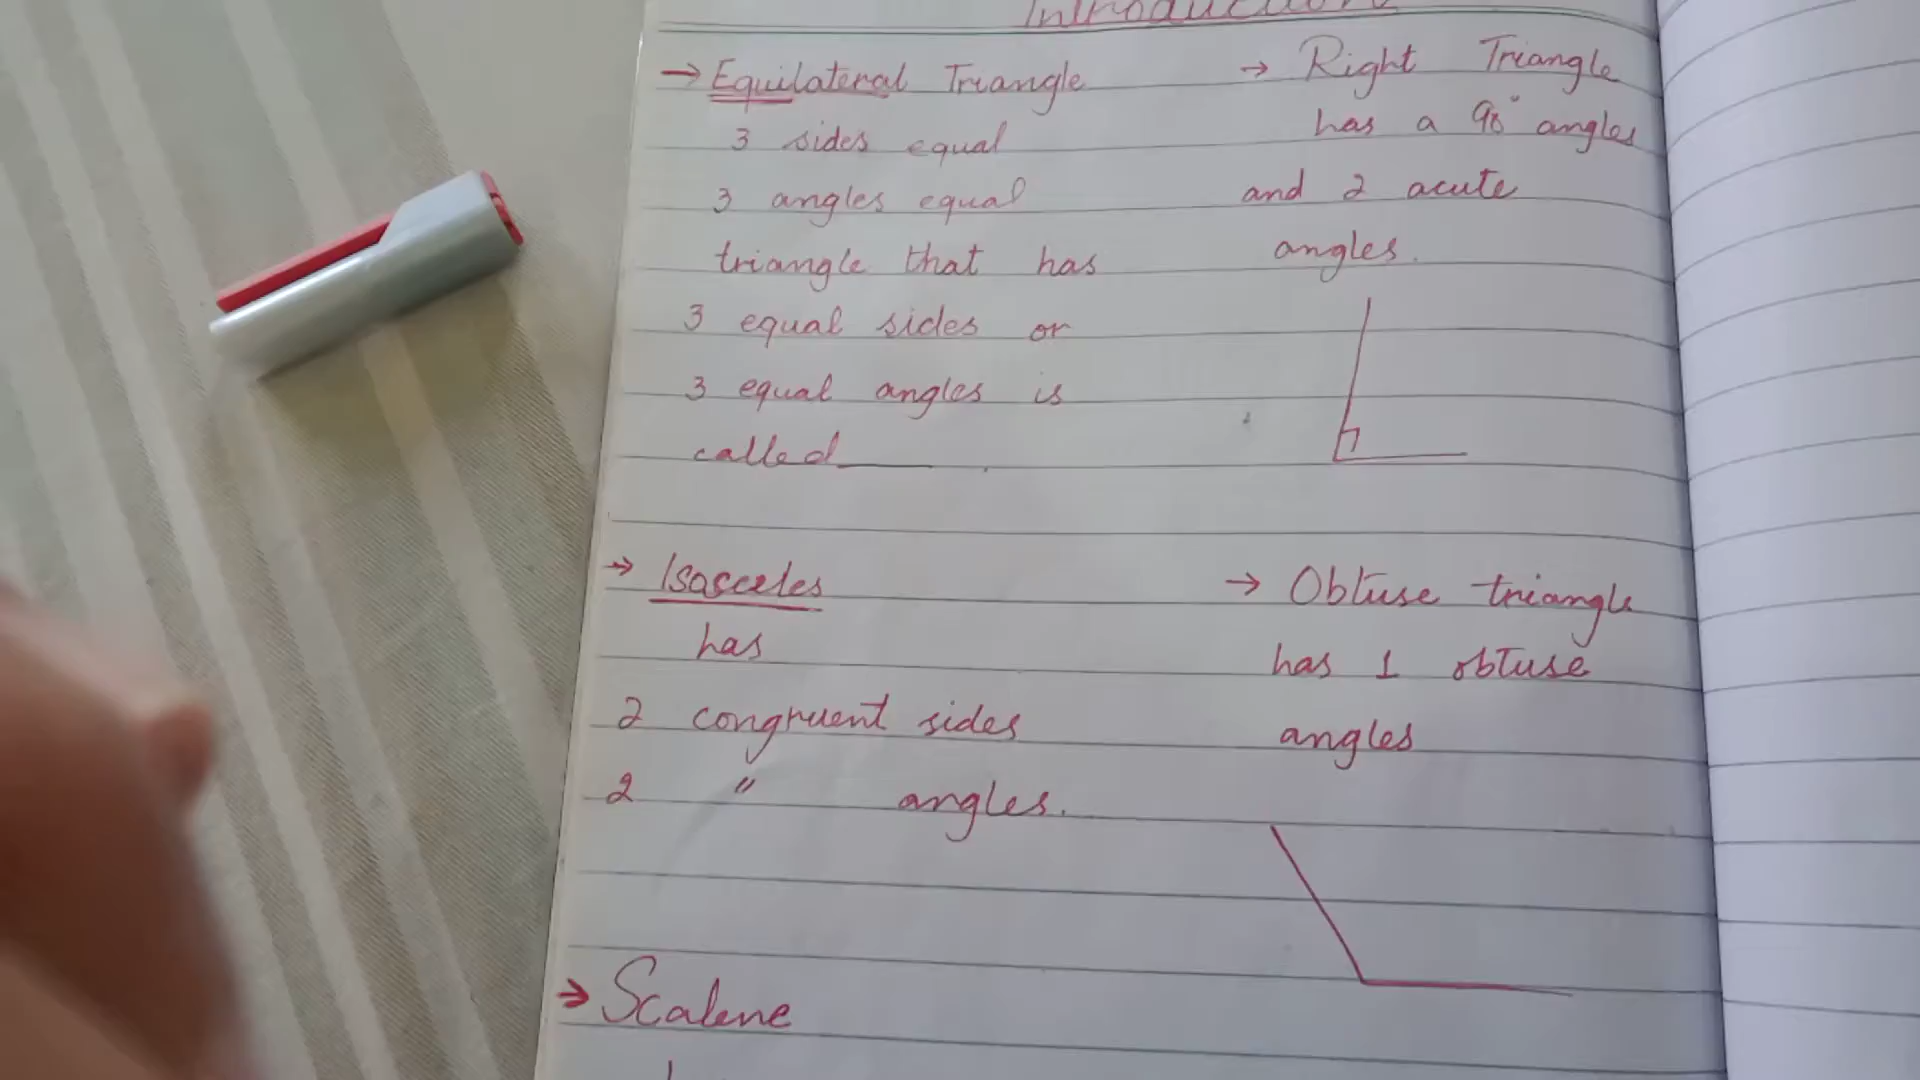 Introduction
→ Equilateral Triangle
3 sides equal
3 angles equal
triangle that has
3 equal sides or
3 equal angles is
called____
→ Isosceles
has
2 congruent sides
2 " angles.
→ Scalene
→ Right Triangle
has a 90° angles
and 2 acute
angles.
→ Obtuse triangle
has 1 obtuse
angles